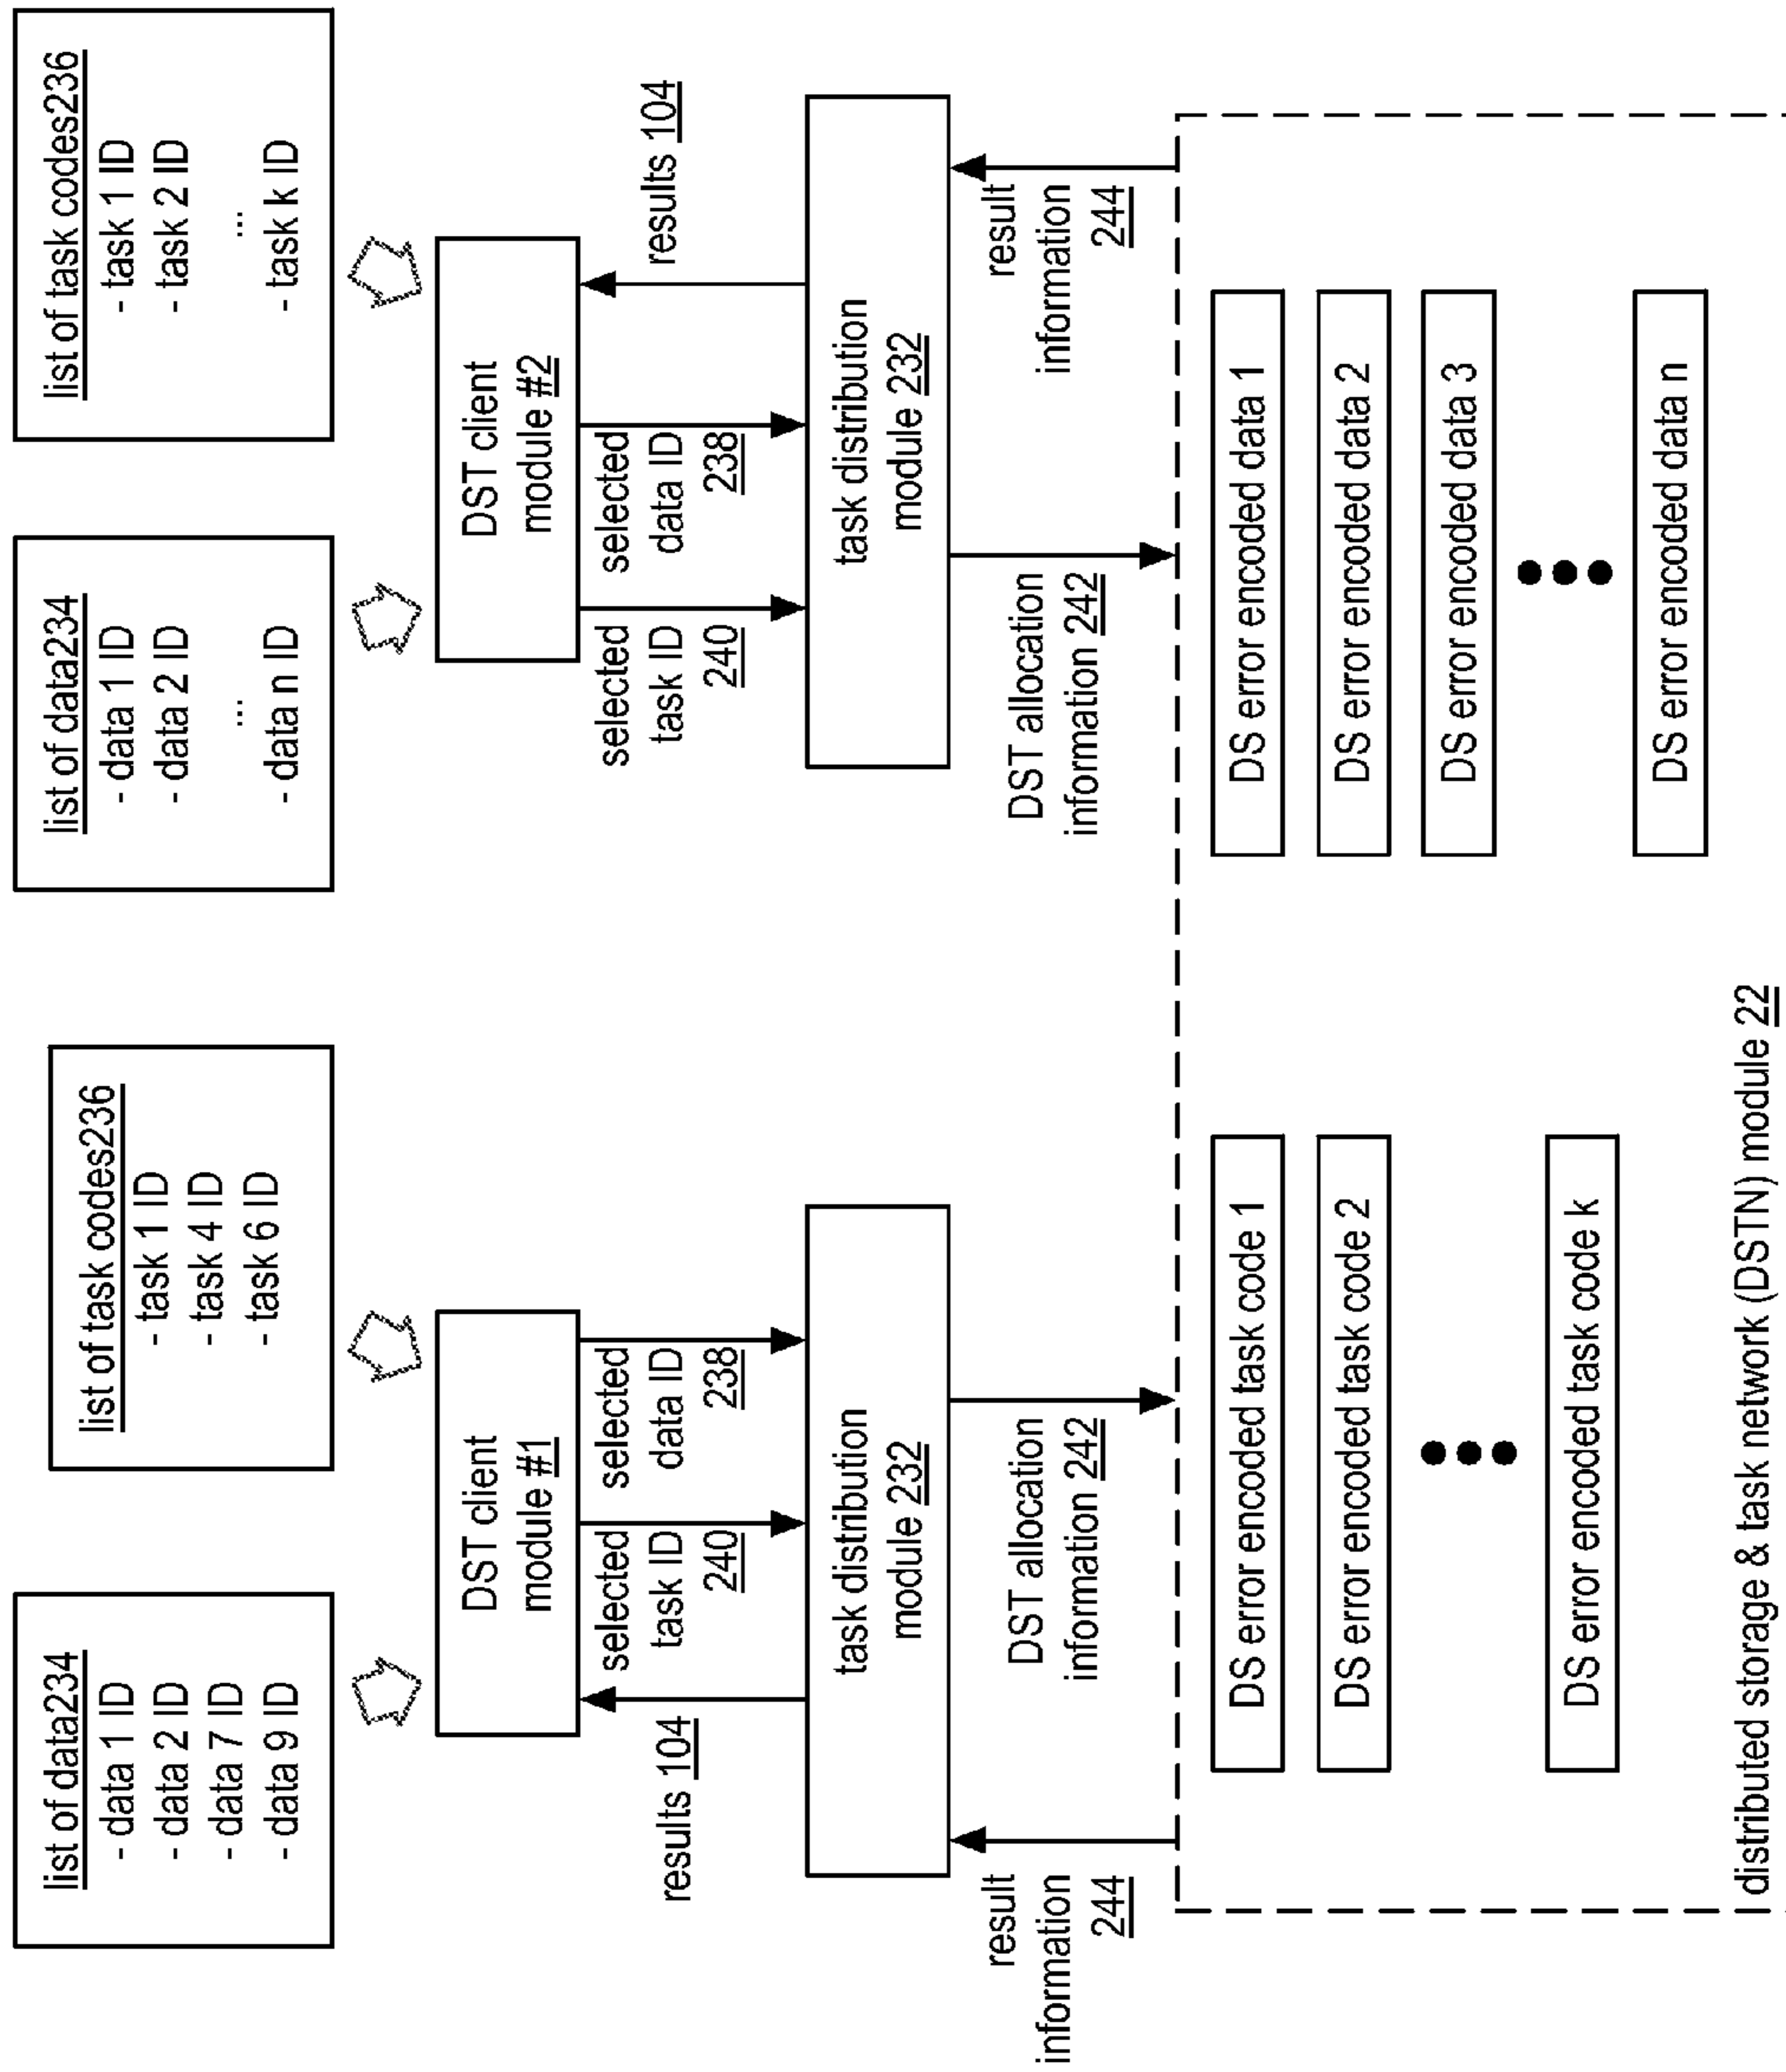 list of data234
- data 1 ID
- data 2 ID
- data 7 ID
- data 9 ID
list of task codes236
- task 1 ID
- task 4 ID
- task 6 ID
list of data234
- data 1 ID
- data 2 ID
...
- data n ID
list of task codes236
- task 1 ID
- task 2 ID
...
- task k ID
DST client
module #1
DST client
module #2
results 104
selected
task ID
240
selected
data ID
238
selected
task ID
240
selected
data ID
238
results 104
task distribution
module 232
task distribution
module 232
result
information
244
DST allocation
information 242
DST allocation
information 242
result
information
244
DS error encoded task code 1
DS error encoded task code 2
DS error encoded task code k
DS error encoded data 1
DS error encoded data 2
DS error encoded data 3
DS error encoded data n
distributed storage & task network (DSTN) module 22